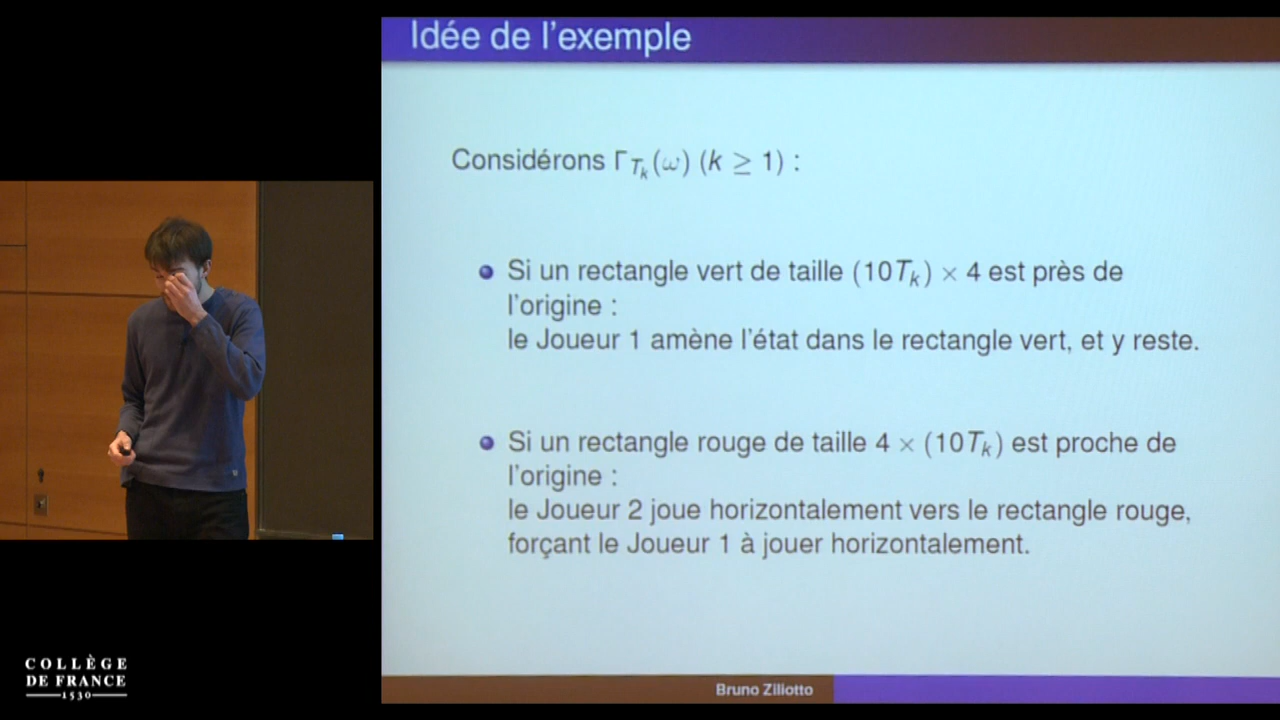 Idée de l'exemple
Considérons Γ_{T_k}(ω) (k ≥ 1) :
Si un rectangle vert de taille (10T_k) × 4 est près de
l'origine :
le Joueur 1 amène l'état dans le rectangle vert, et y reste.
Si un rectangle rouge de taille 4 × (10T_k) est proche de
l'origine :
le Joueur 2 joue horizontalement vers le rectangle rouge,
forçant le Joueur 1 à jouer horizontalement.
Bruno Ziliotto
COLLÈGE
DE FRANCE
1530